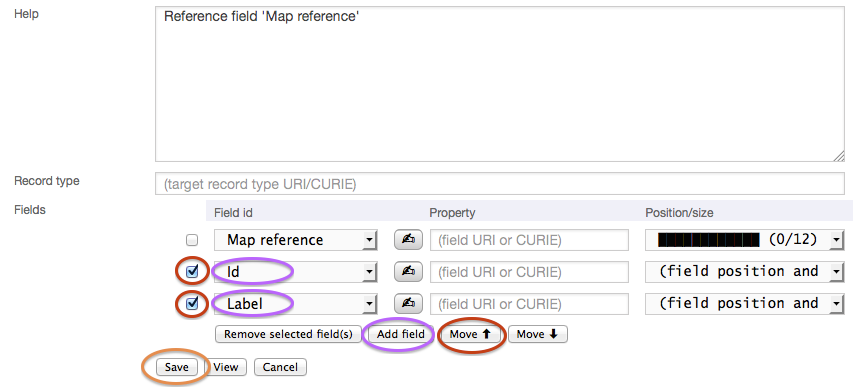 Help
Reference field 'Map reference'
Record type
(target record type URI/CURIE)
Fields
Field id Property Position/size
Map reference (field URI or CURIE) (0/12)
Id (field URI or CURIE) (field position and
Label (field URI or CURIE) (field position and
Remove selected field(s) Add field Move ⬆ Move ⬇
Save View Cancel